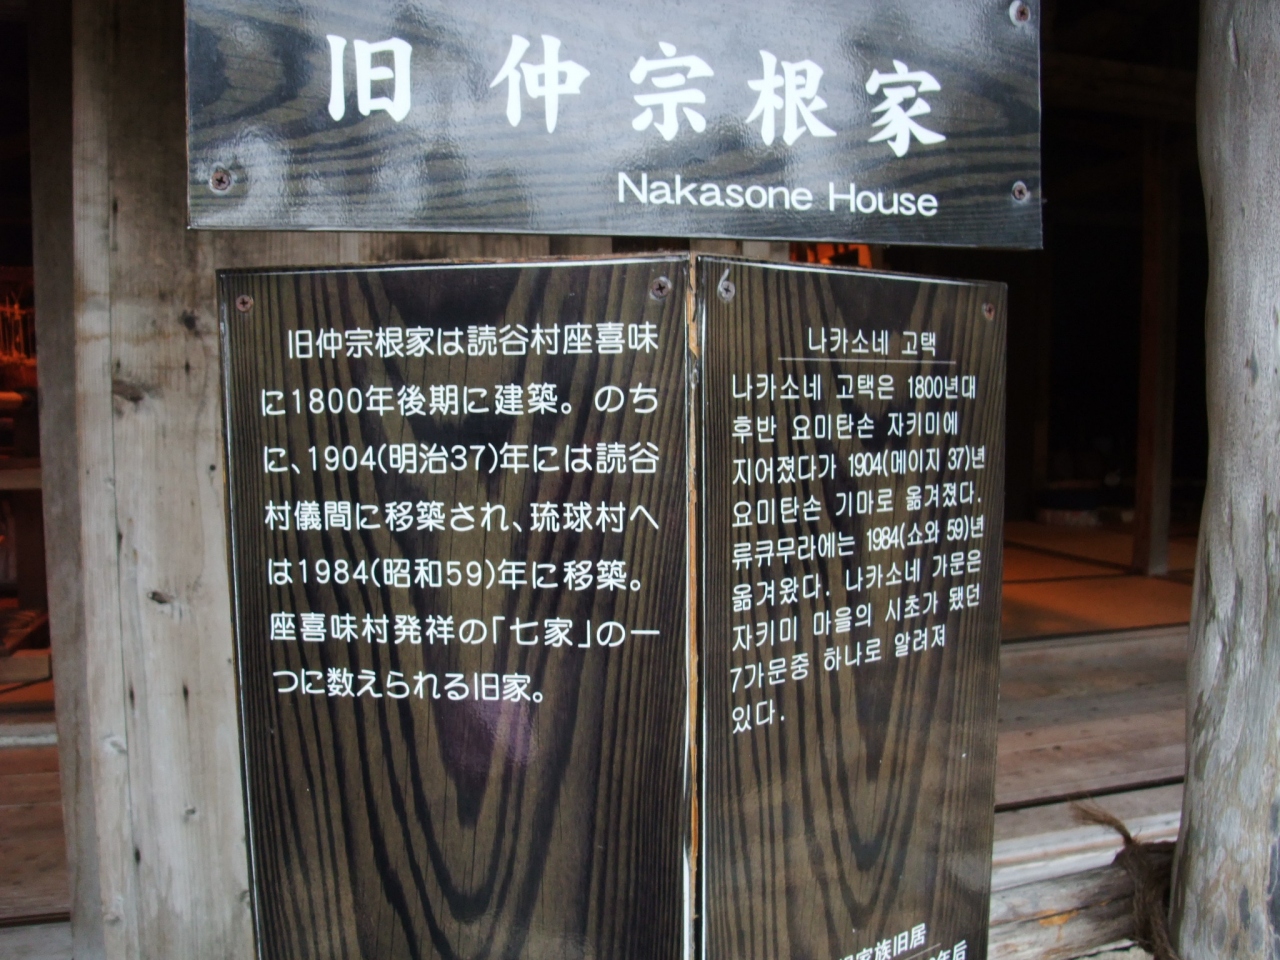 旧 仲宗根家
Nakasone House
旧仲宗根家は読谷村座喜味
に1800年後期に建築。のち
に、1904(明治37)年には読谷
村儀間に移築され、琉球村へ
は1984(昭和59)年に移築。
座喜味村発祥の「七家」の一
つに数えられる旧家。
나카소네 고택
나카소네 고택은 1800년대
후반 요미탄손 자키미에
지어졌다가 1904(메이지 37)년
요미탄손 기마로 옮겨졌다.
류큐무라에는 1984(쇼와 59)년
옮겨왔다. 나카소네 가문은
자키미 마을의 시초가 됐던
7가문중 하나로 알려져
있다.
根家族旧居
年后